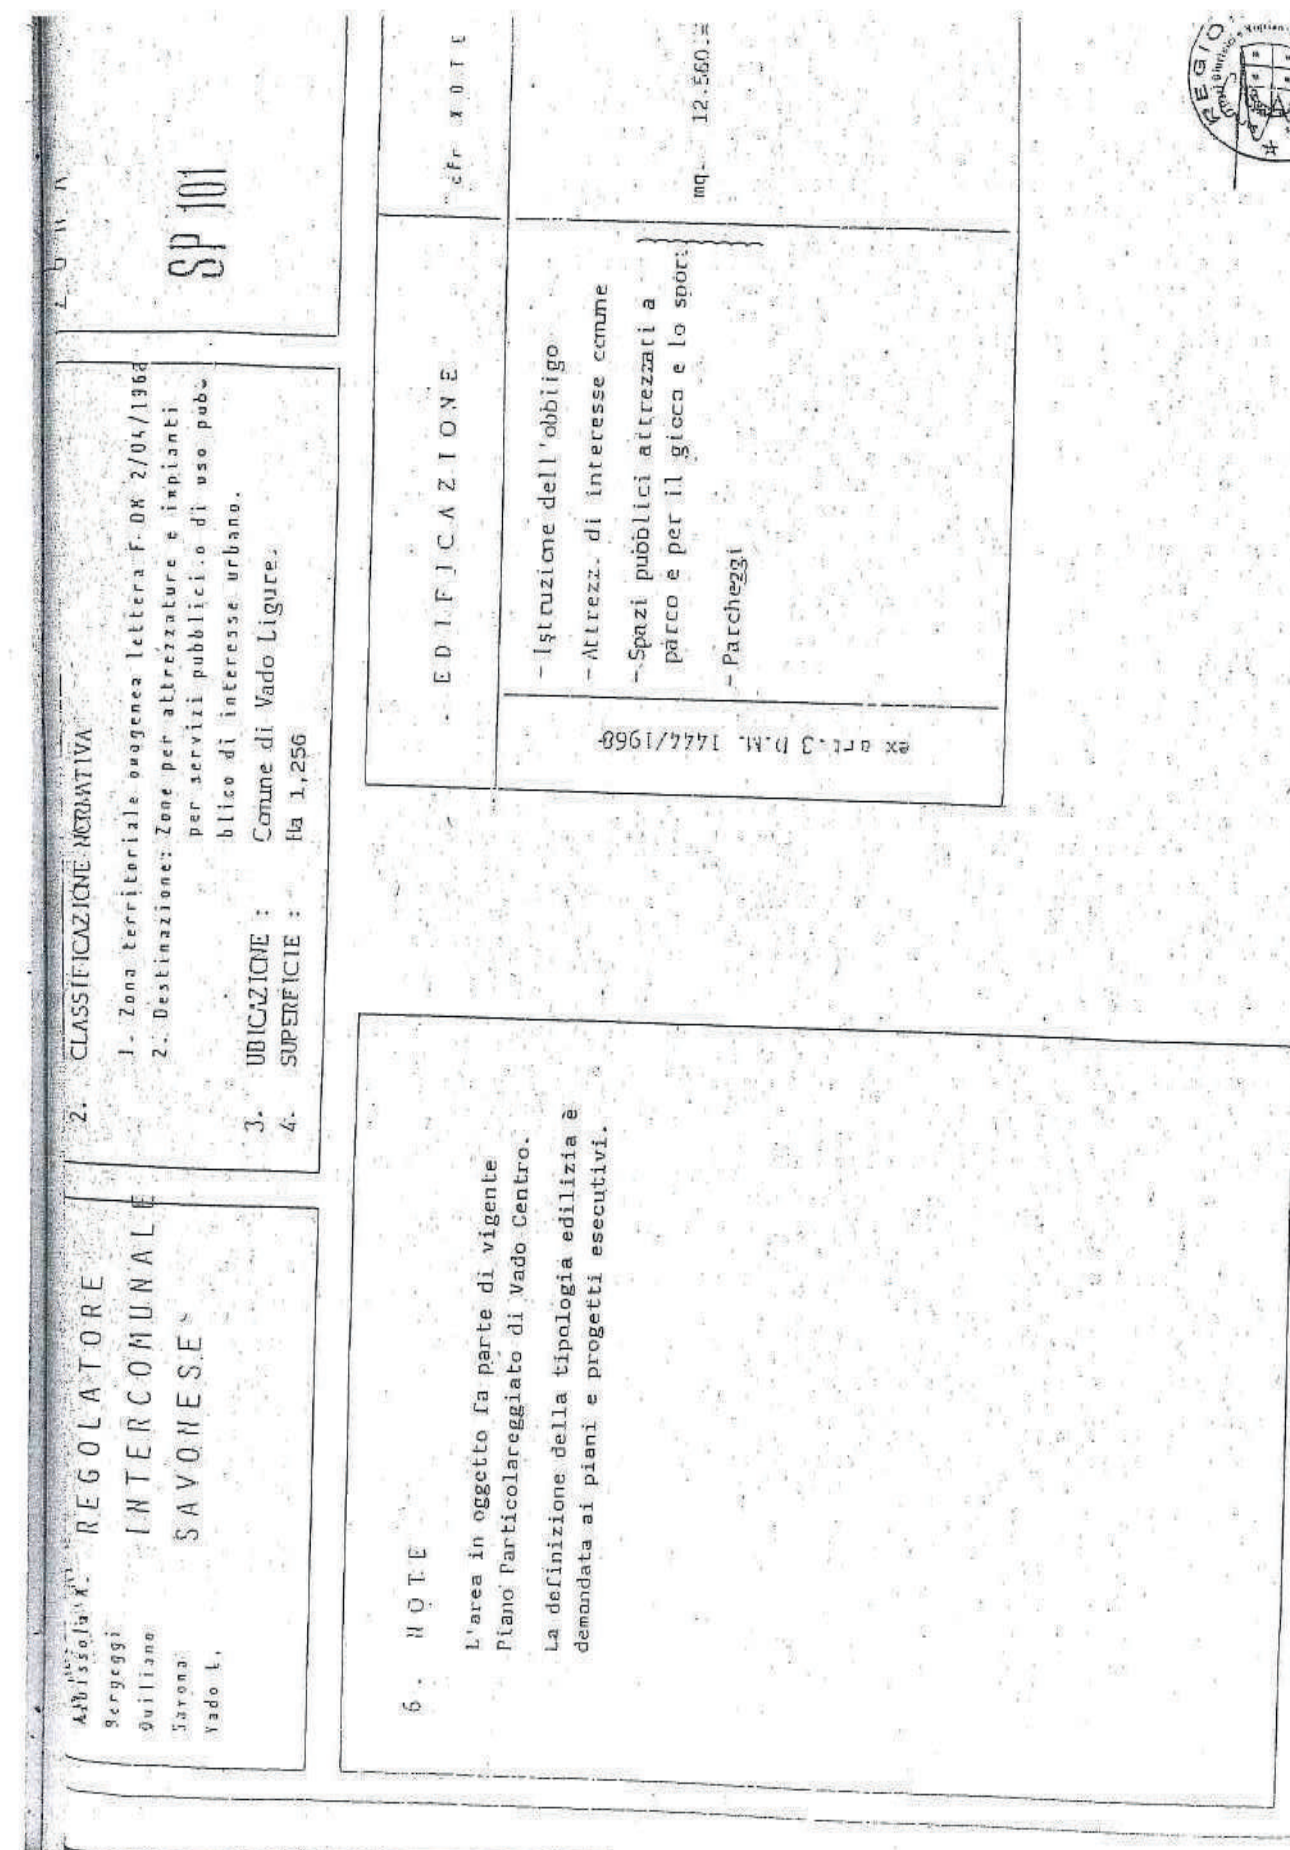 Albissola M.
Bergeggi
Quiliano
Savona
Vado L.
REGOLATORE
INTERCOMUNALE
SAVONESE
2. CLASSIFICAZIONE NORMATIVA
1. Zona territoriale omogenea lettera F. DM 2/04/1968
2. Destinazione: Zone per attrezzature e impianti
per servizi pubblici o di uso pub-
blico di interesse urbano.
3. UBICAZIONE : Comune di Vado Ligure.
4. SUPERFICIE : Ha 1,256
SP 101
6. NOTE
L'area in oggetto fa parte di vigente
Piano Particolareggiato di Vado Centro.
La definizione della tipologia edilizia è
demandata ai piani e progetti esecutivi.
EDIFICAZIONE
cfr NOTE
ex art.3 D.M. 1444/1968
- Istruzione dell'obbligo
- Attrezz. di interesse comune
- Spazi pubblici attrezzati a
parco e per il gioco e lo sport
- Parcheggi
mq. 12.560.=
REGIO